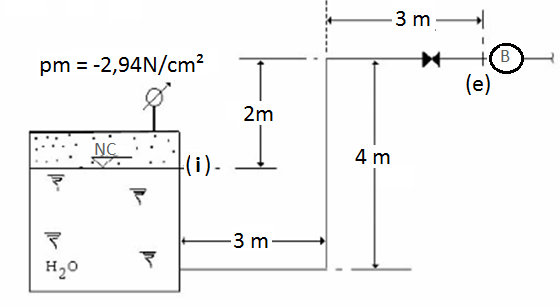 3 m
pm = -2,94N/cm²
B
(e)
2m
NC
(i)
4 m
3 m
H₂O